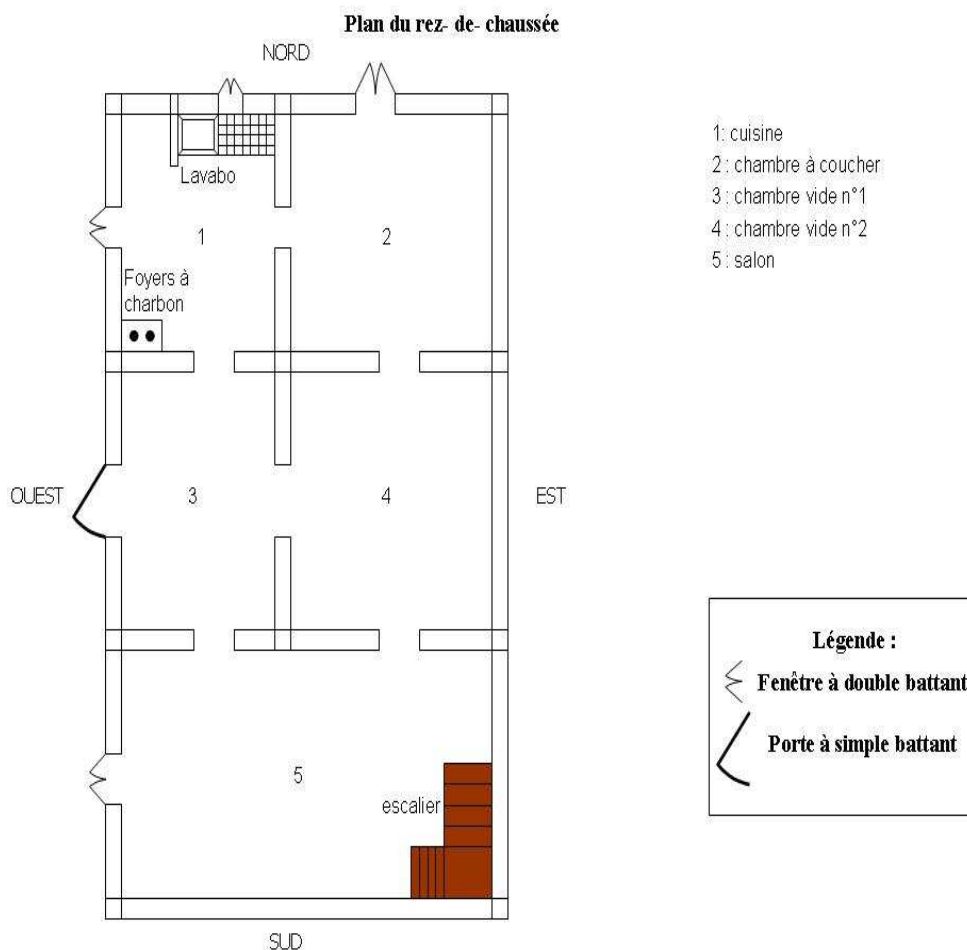 Plan du rez- de- chaussée
NORD
1: cuisine
2 : chambre à coucher
3 : chambre vide n°1
4 : chambre vide n°2
5 : salon
Lavabo
1
2
Foyers à
charbon
OUEST
3
4
EST
Légende :
Fenêtre à double battant
Porte à simple battant
5
escalier
SUD